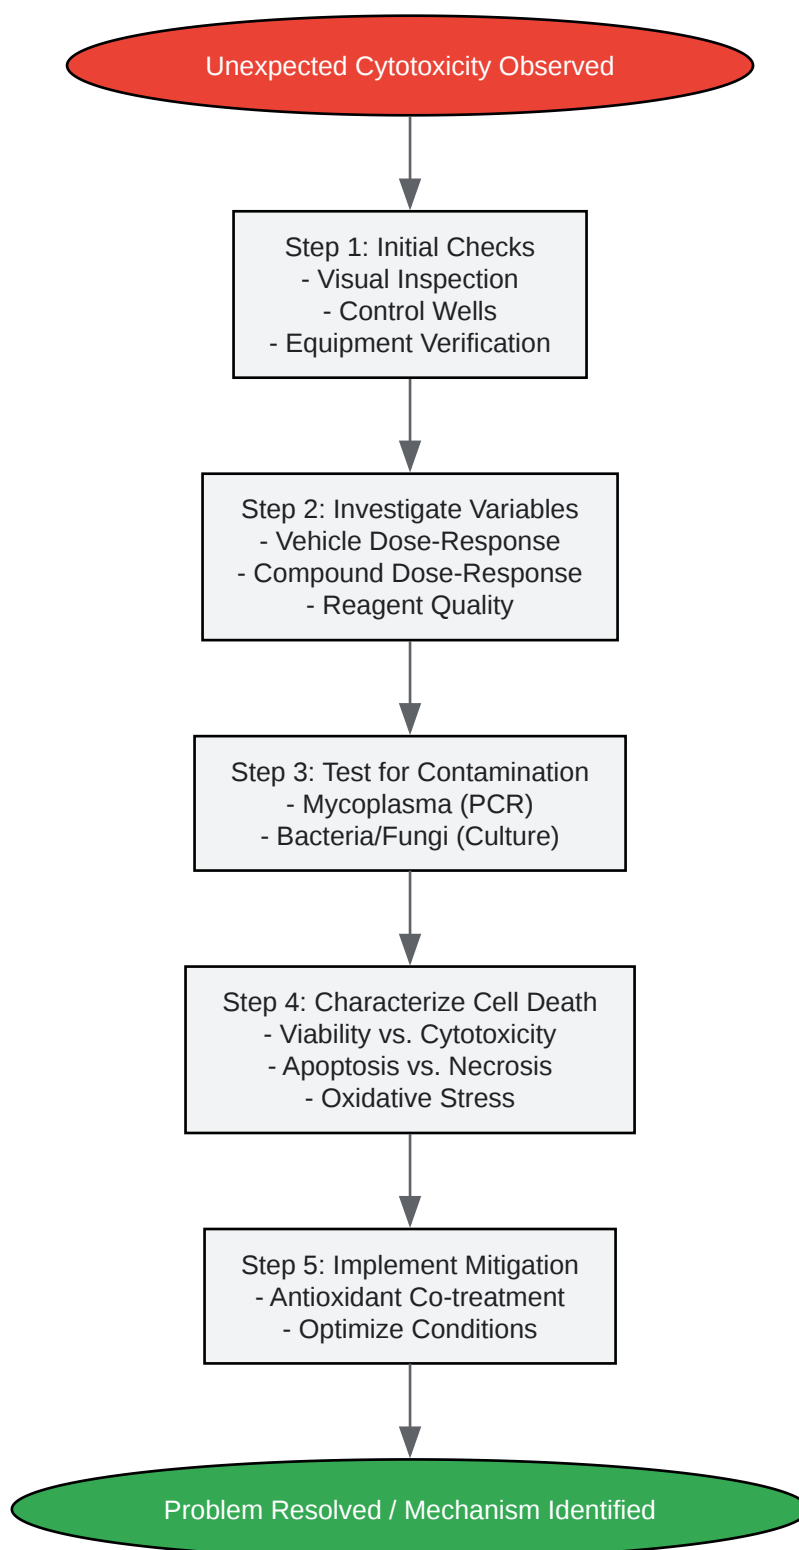 Unexpected Cytotoxicity Observed
Step 1: Initial Checks
- Visual Inspection
- Control Wells
- Equipment Verification
Step 2: Investigate Variables
- Vehicle Dose-Response
- Compound Dose-Response
- Reagent Quality
Step 3: Test for Contamination
- Mycoplasma (PCR)
- Bacteria/Fungi (Culture)
Step 4: Characterize Cell Death
- Viability vs. Cytotoxicity
- Apoptosis vs. Necrosis
- Oxidative Stress
Step 5: Implement Mitigation
- Antioxidant Co-treatment
- Optimize Conditions
Problem Resolved / Mechanism Identified